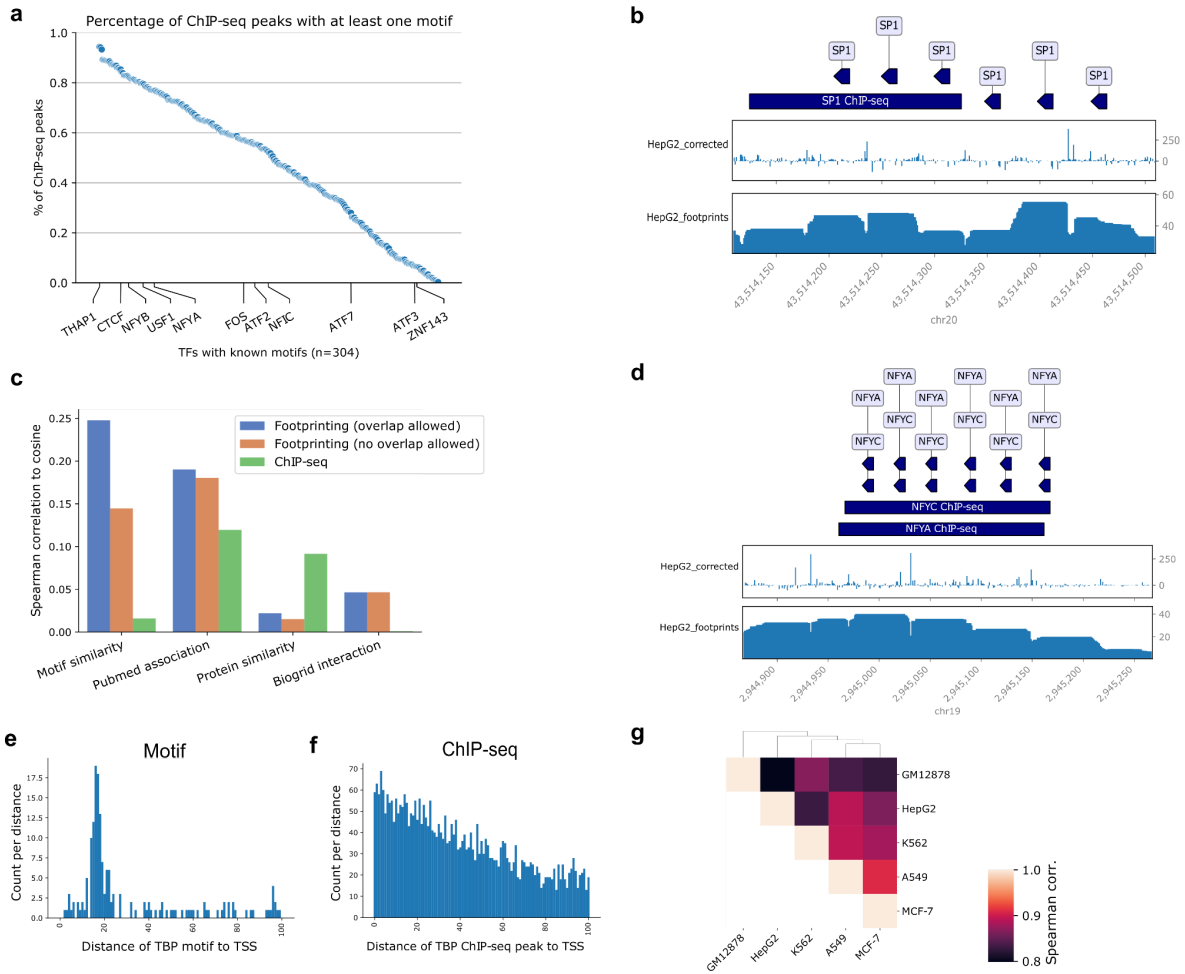 a
Percentage of ChIP-seq peaks with at least one motif
1.0
0.8
0.6
0.4
0.2
0.0
% of ChIP-seq peaks
THAP1
CTCF
NFYB
USF1
NFYA
FOS
ATF2
NFIC
ATF7
ATF3
ZNF143
TFs with known motifs (n=304)
b
SP1
SP1 SP1 SP1
SP1 SP1
SP1 ChIP-seq
HepG2_corrected
250
0
HepG2_footprints
60
40
43,514,150
43,514,200
43,514,250
43,514,300
43,514,350
43,514,400
43,514,450
43,514,500
chr20
c
Footprinting (overlap allowed)
Footprinting (no overlap allowed)
ChIP-seq
0.25
0.20
0.15
0.10
0.05
0.00
Spearman correlation to cosine
Motif similarity
Pubmed association
Protein similarity
Biogrid interaction
d
NFYA NFYA NFYA
NFYA NFYA NFYA
NFYC NFYC NFYC
NFYC NFYC NFYC
NFYC ChIP-seq
NFYA ChIP-seq
HepG2_corrected
250
0
HepG2_footprints
40
20
2,944,900
2,944,950
2,945,000
2,945,050
2,945,100
2,945,150
2,945,200
2,945,250
chr19
e
Motif
17.5
15.0
12.5
10.0
7.5
5.0
2.5
0.0
Count per distance
0
20
40
60
80
100
Distance of TBP motif to TSS
f
ChIP-seq
70
60
50
40
30
20
10
0
Count per distance
0
20
40
60
80
100
Distance of TBP ChIP-seq peak to TSS
g
GM12878
HepG2
K562
A549
MCF-7
GM12878
HepG2
K562
A549
MCF-7
1.0
0.9
0.8
Spearman corr.